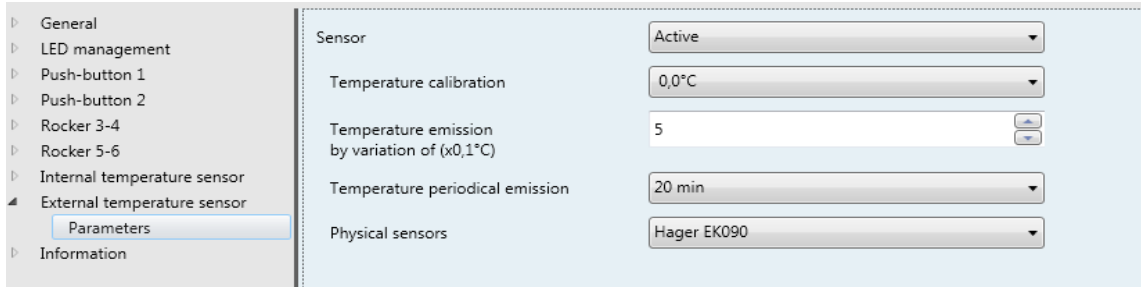 General
LED management
Push-button 1
Push-button 2
Rocker 3-4
Rocker 5-6
Internal temperature sensor
External temperature sensor
Parameters
Information
Sensor
Active
Temperature calibration
0,0°C
Temperature emission
by variation of (x0,1°C)
5
Temperature periodical emission
20 min
Physical sensors
Hager EK090